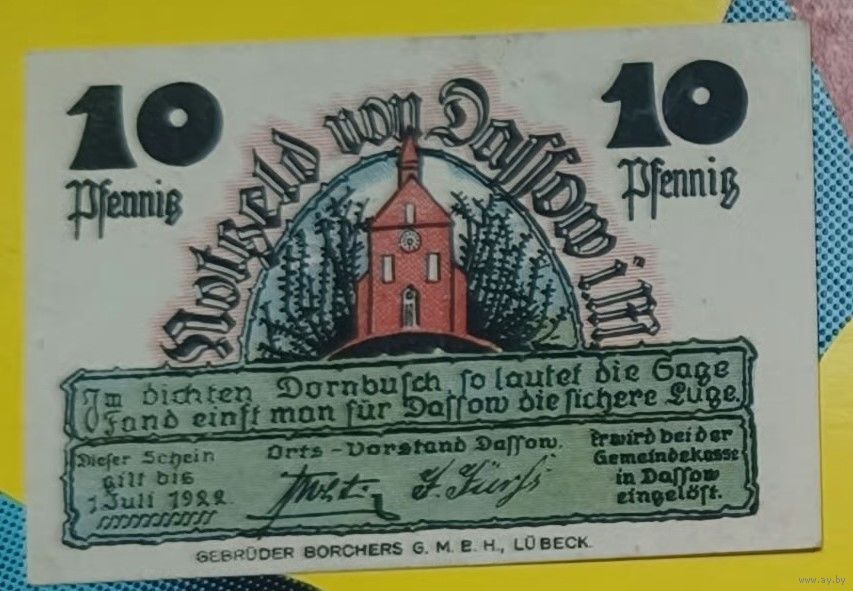 10
Pfennig
10
Pfennig
Notgeld von Dassow i. M.
Im dichten Dornbusch, so lautet die Sage
Fand einst man für Dassow die sichere Luge.
Dieser Schein
gilt bis
1. Juli 1922.
Orts-Vorstand Dassow.
Er wird bei der
Gemeindekasse
in Dassow
eingelöst.
GEBRÜDER BORCHERS G. M. B. H., LÜBECK.
www.ay.by